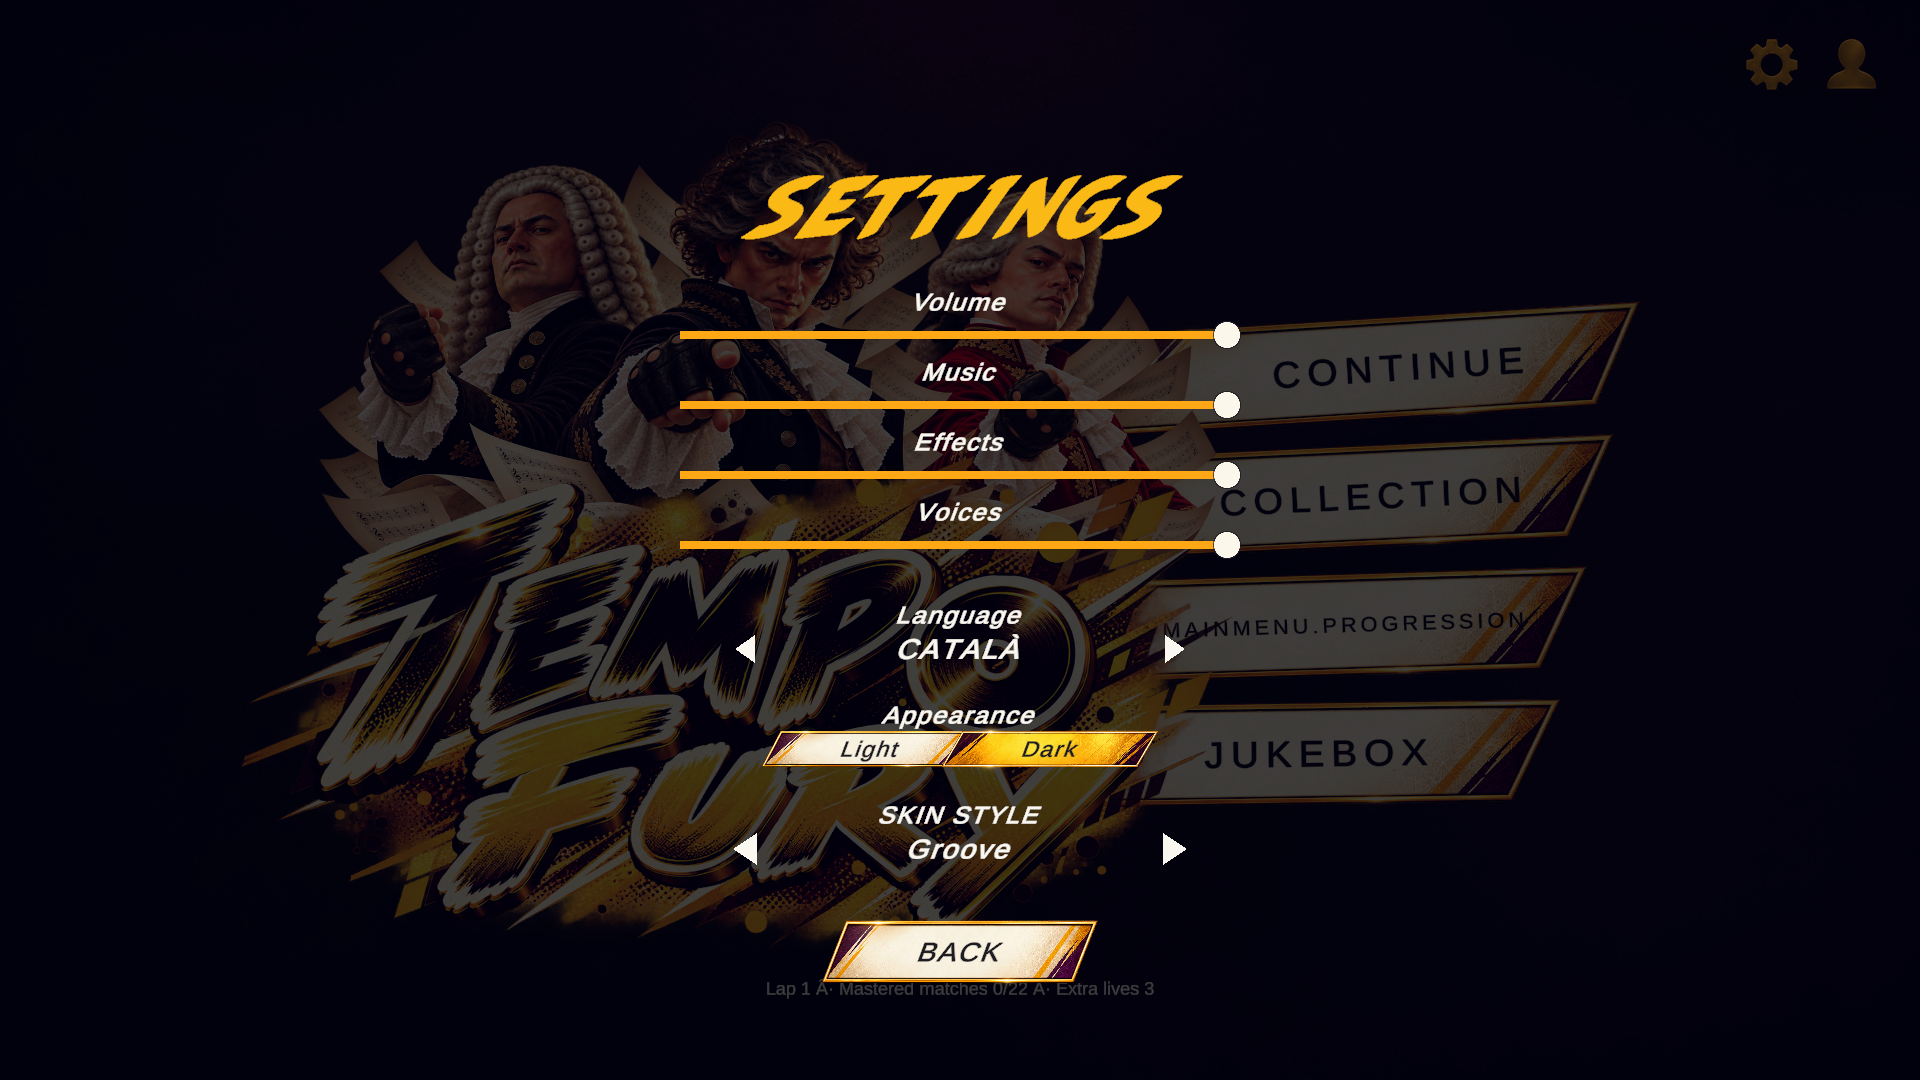 SETTINGS
Volume
Music
Effects
Voices
Language
CATALÀ
Appearance
Light Dark
SKIN STYLE
Groove
BACK
CONTINUE
COLLECTION
MAINMENU.PROGRESSION
JUKEBOX
TEMPO
FURY
Lap 1 Â· Mastered matches 0/22 Â· Extra lives 3